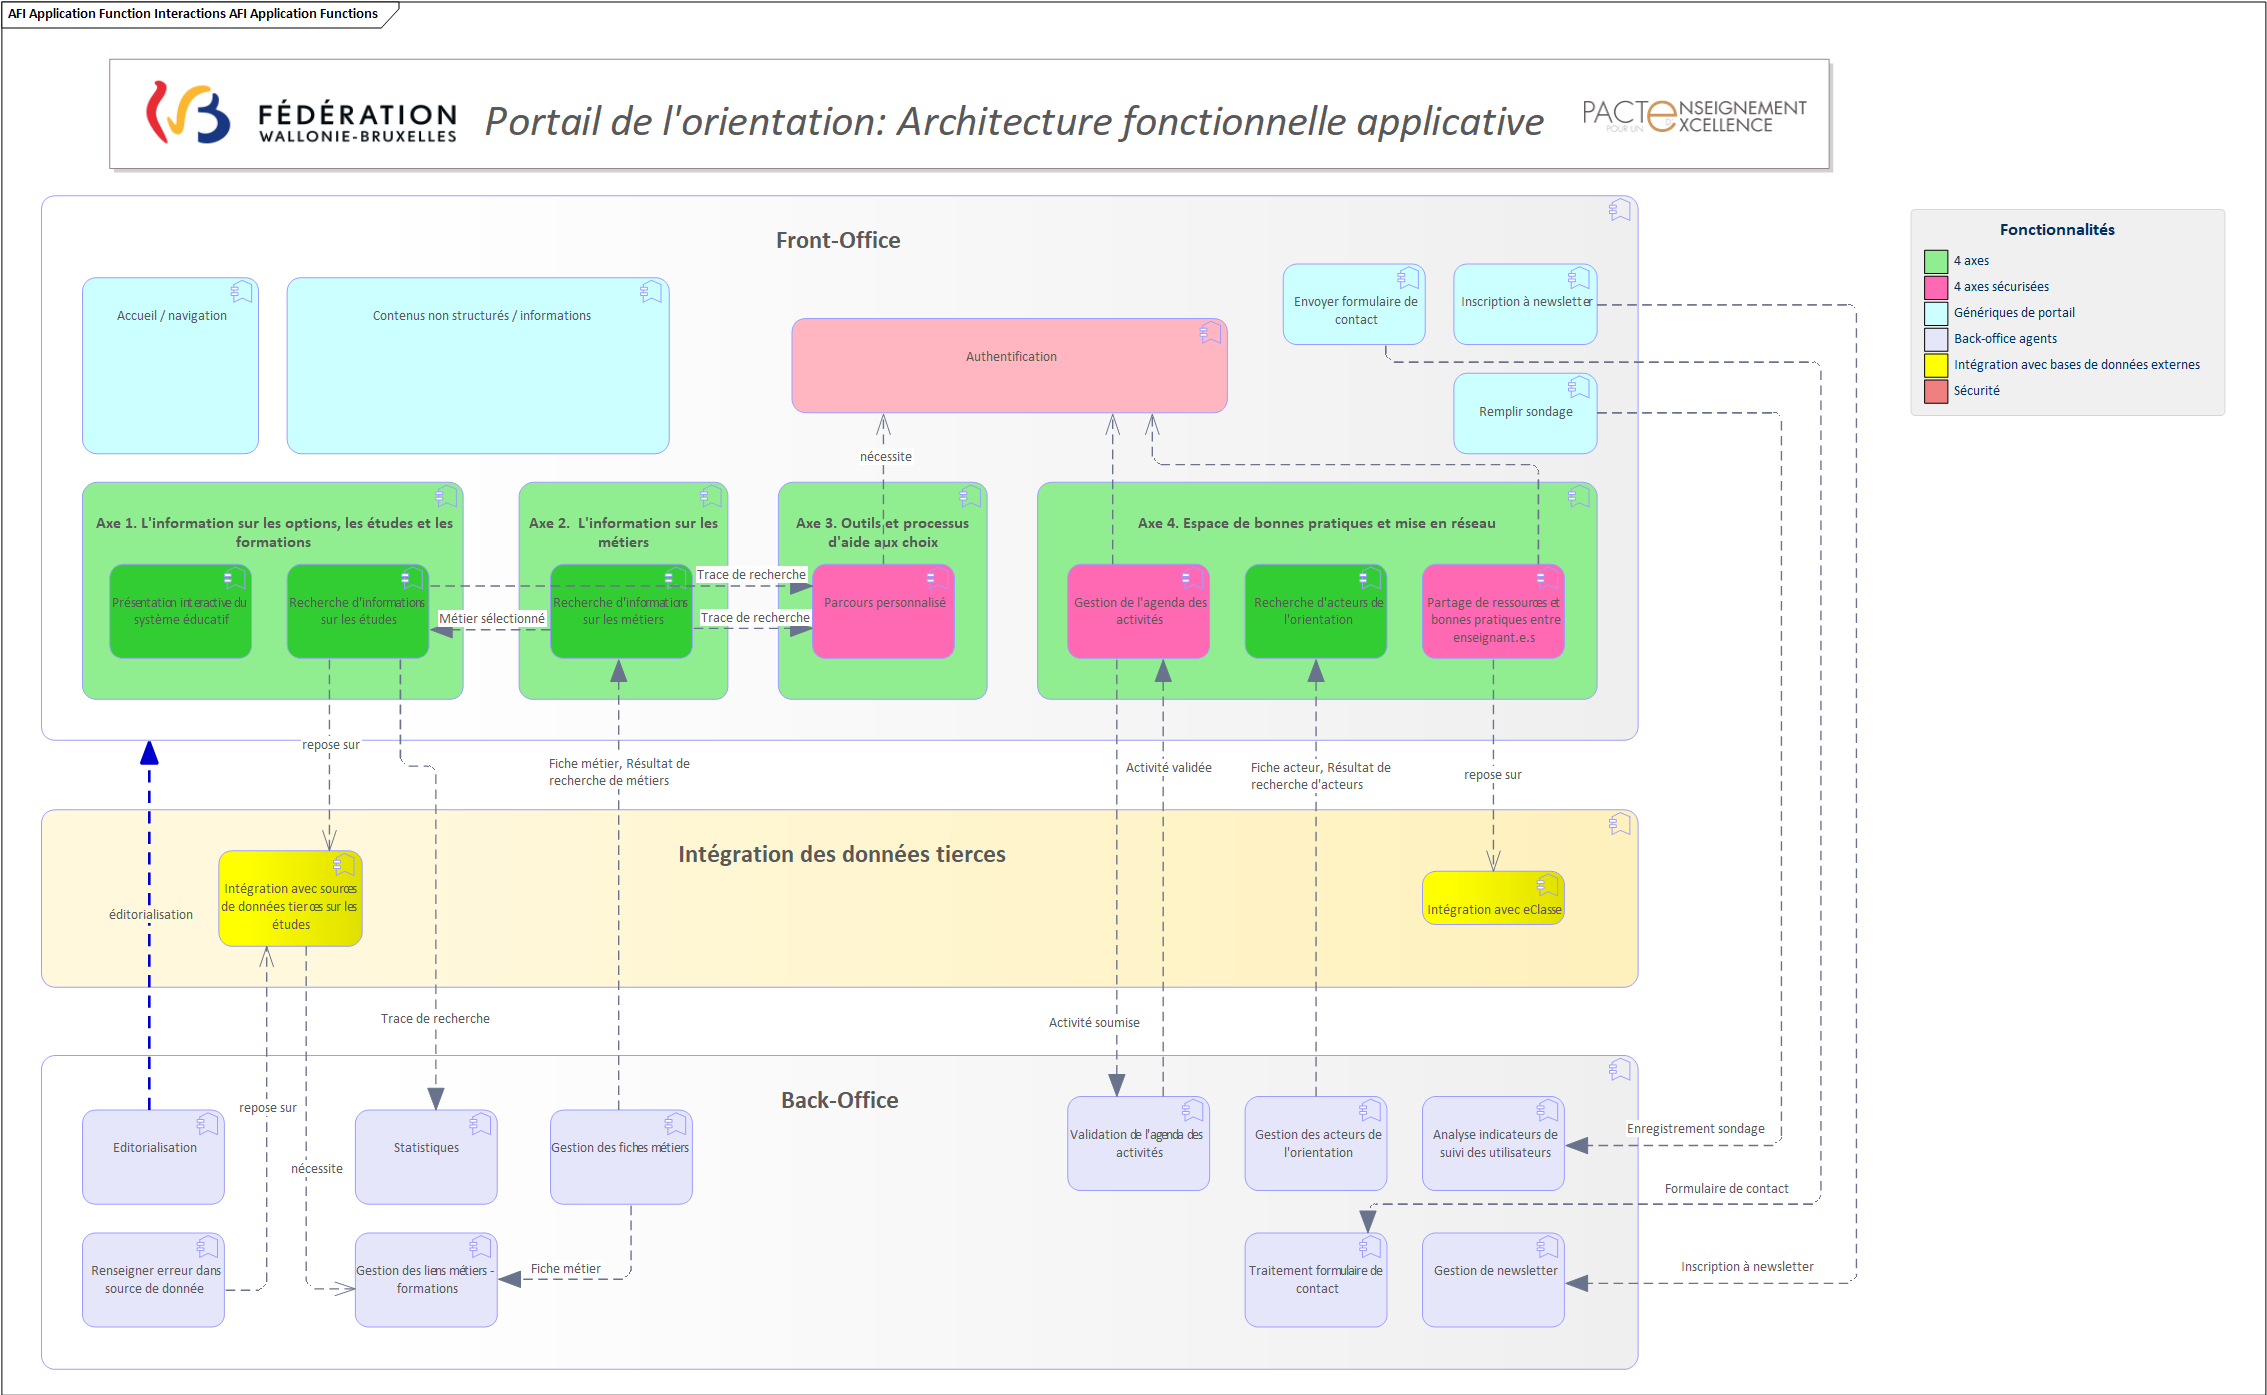 AFI Application Function Interactions AFI Application Functions
FÉDÉRATION
WALLONIE-BRUXELLES
Portail de l'orientation: Architecture fonctionnelle applicative
PACT ENSEIGNEMENT
POUR UN D'EXCELLENCE
Fonctionnalités
4 axes
4 axes sécurisées
Génériques de portail
Back-office agents
Intégration avec bases de données externes
Sécurité
Front-Office
Accueil / navigation
Contenus non structurés / informations
Authentification
Envoyer formulaire de
contact
Inscription à newsletter
Remplir sondage
nécessite
Axe 1. L'information sur les options, les études et les
formations
Présentation interactive du
système éducatif
Recherche d'informations
sur les études
Métier sélectionné
Axe 2.  L'information sur les
métiers
Recherche d'informations
sur les métiers
Trace de recherche
Trace de recherche
Axe 3. Outils et processus
d'aide aux choix
Parcours personnalisé
Axe 4. Espace de bonnes pratiques et mise en réseau
Gestion de l'agenda des
activités
Recherche d'acteurs de
l'orientation
Partage de ressources et
bonnes pratiques entre
enseignant.e.s
repose sur
Fiche métier, Résultat de
recherche de métiers
Activité validée
Fiche acteur, Résultat de
recherche d'acteurs
repose sur
Intégration des données tierces
éditorialisation
Intégration avec sources
de données tierces sur les
études
Intégration avec eClasse
Trace de recherche
Activité soumise
Back-Office
repose sur
nécessite
Editorialisation
Statistiques
Gestion des fiches métiers
Validation de l'agenda des
activités
Gestion des acteurs de
l'orientation
Analyse indicateurs de
suivi des utilisateurs
Enregistrement sondage
Formulaire de contact
Renseigner erreur dans
source de donnée
Gestion des liens métiers -
formations
Fiche métier
Traitement formulaire de
contact
Gestion de newsletter
Inscription à newsletter